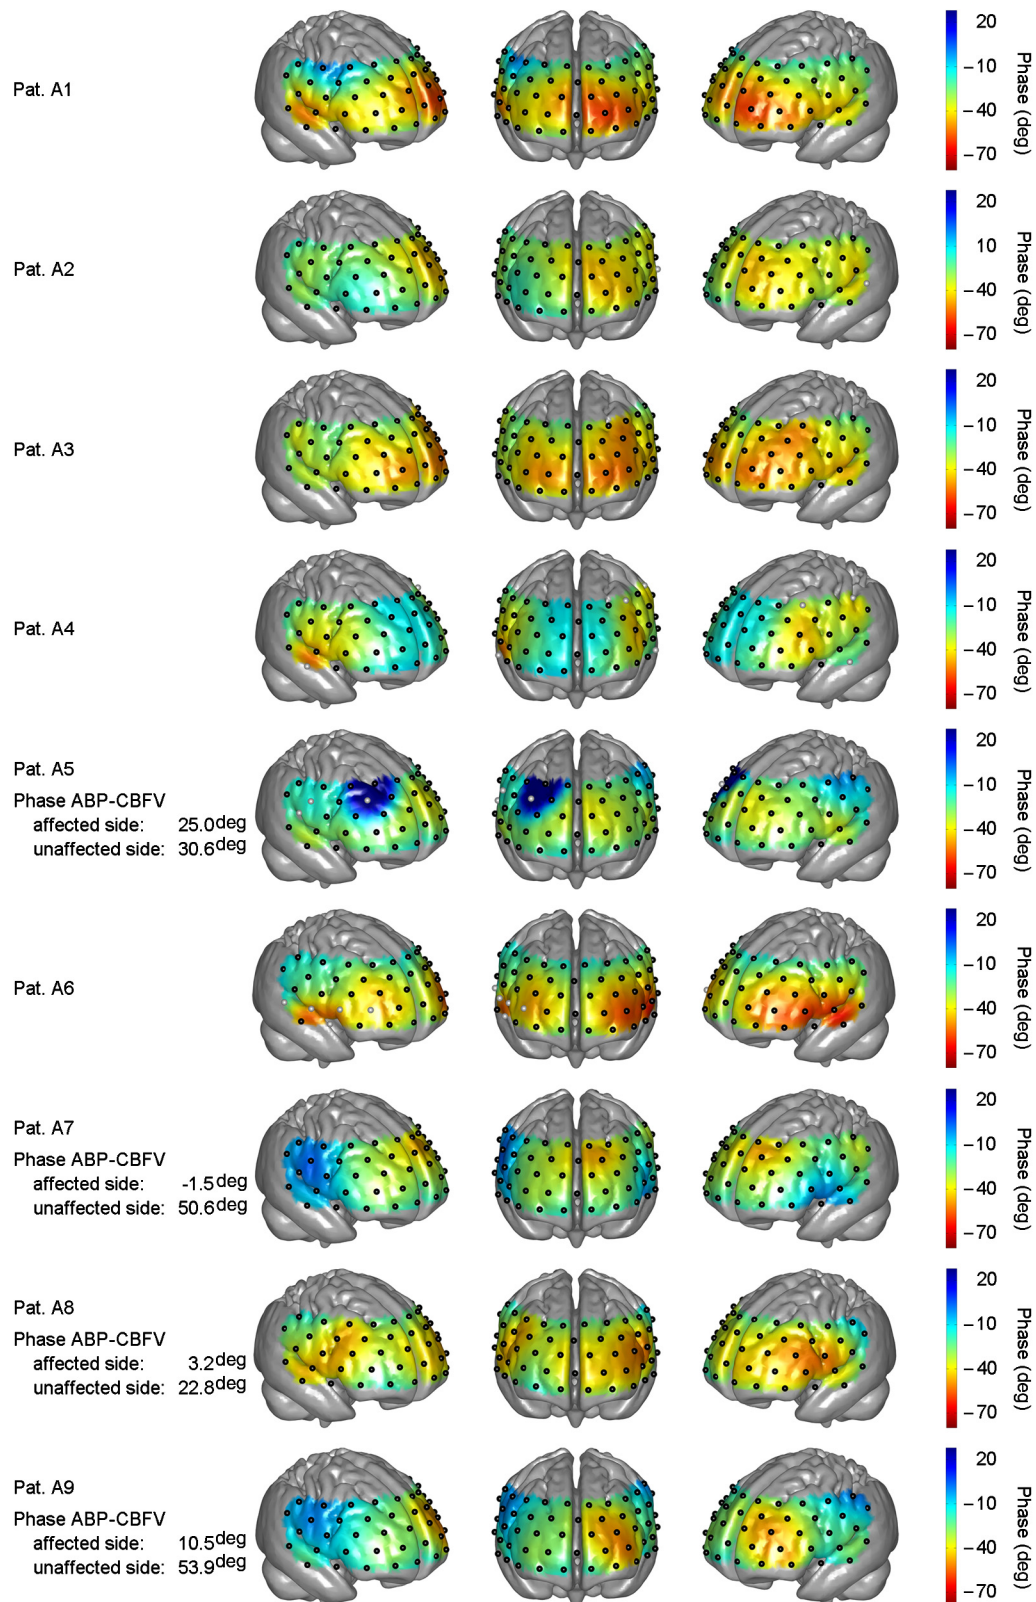 Pat. A1
20
−10
−40
−70
Phase (deg)
Pat. A2
20
10
−40
−70
Phase (deg)
Pat. A3
20
−10
−40
−70
Phase (deg)
Pat. A4
20
−10
−40
−70
Phase (deg)
Pat. A5
Phase ABP-CBFV
affected side: 25.0deg
unaffected side: 30.6deg
20
−10
−40
−70
Phase (deg)
Pat. A6
20
−10
−40
−70
Phase (deg)
Pat. A7
Phase ABP-CBFV
affected side: -1.5deg
unaffected side: 50.6deg
20
−10
−40
−70
Phase (deg)
Pat. A8
Phase ABP-CBFV
affected side: 3.2deg
unaffected side: 22.8deg
20
−10
−40
−70
Phase (deg)
Pat. A9
Phase ABP-CBFV
affected side: 10.5deg
unaffected side: 53.9deg
20
−10
−40
−70
Phase (deg)